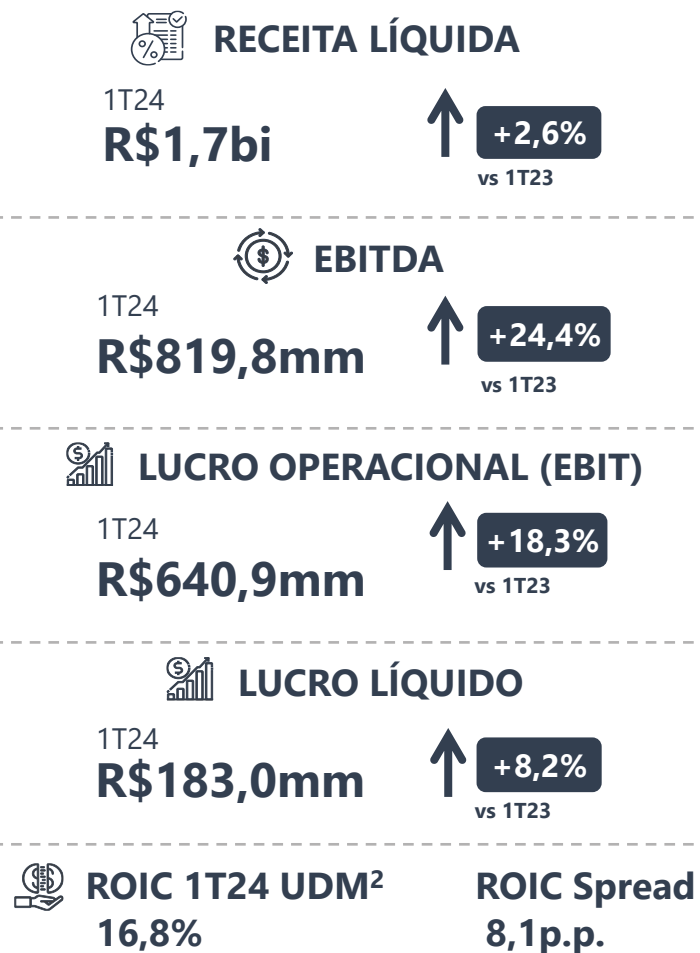 RECEITA LÍQUIDA
1T24
R$1,7bi
+2,6%
vs 1T23
EBITDA
1T24
R$819,8mm
+24,4%
vs 1T23
LUCRO OPERACIONAL (EBIT)
1T24
R$640,9mm
+18,3%
vs 1T23
LUCRO LÍQUIDO
1T24
R$183,0mm
+8,2%
vs 1T23
ROIC 1T24 UDM²
16,8%
ROIC Spread
8,1p.p.